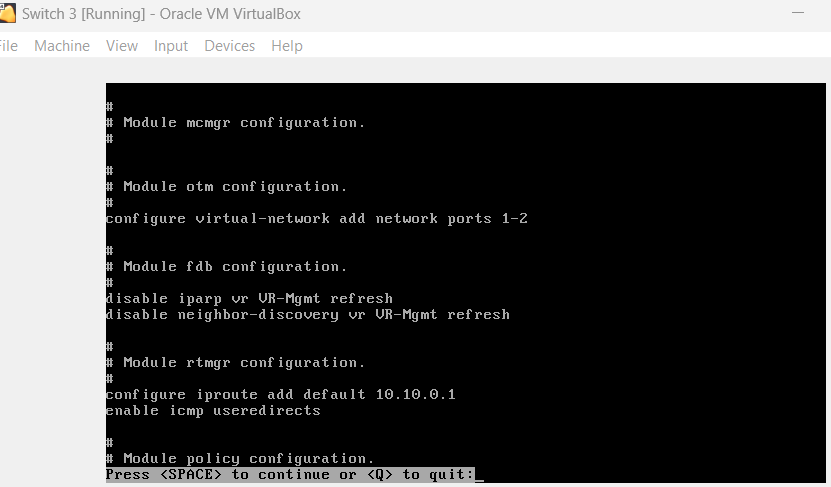 Switch 3 [Running] - Oracle VM VirtualBox
File Machine View Input Devices Help
#
# Module mcmgr configuration.
#
#
# Module otm configuration.
#
configure virtual-network add network ports 1-2
#
# Module fdb configuration.
#
disable iparp vr VR-Mgmt refresh
disable neighbor-discovery vr VR-Mgmt refresh
#
# Module rtmgr configuration.
#
configure iproute add default 10.10.0.1
enable icmp useredirects
#
# Module policy configuration.
Press <SPACE> to continue or <Q> to quit:_